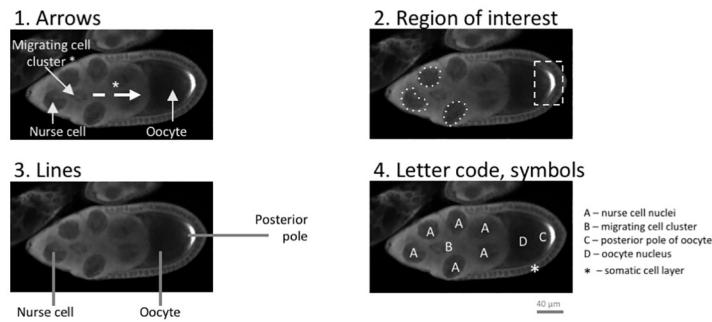 1. Arrows
Migrating cell
cluster *
*
Nurse cell
Oocyte
2. Region of interest
3. Lines
Posterior
pole
Nurse cell
Oocyte
4. Letter code, symbols
A
A
A
B
A
A
A
D
C
*
A – nurse cell nuclei
B – migrating cell cluster
C – posterior pole of oocyte
D – oocyte nucleus
* – somatic cell layer
40 µm